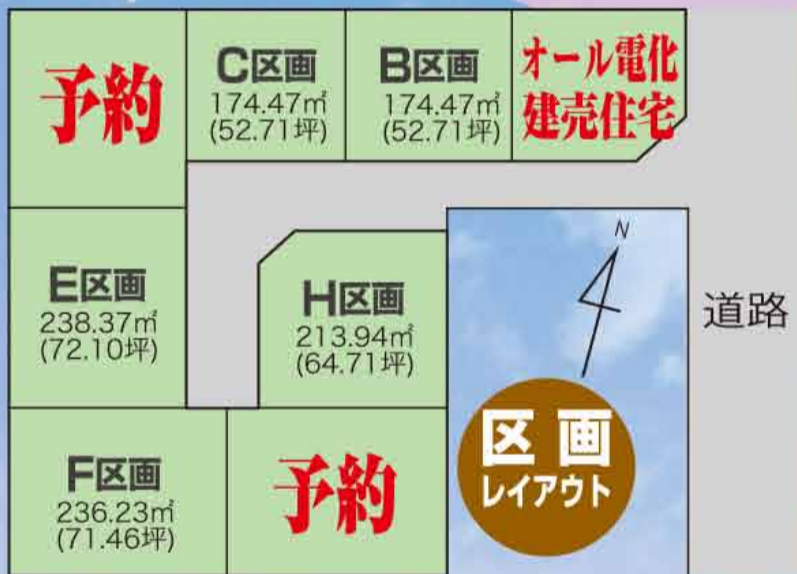 予約
C区画
174.47㎡
(52.71坪)
B区画
174.47㎡
(52.71坪)
オール電化
建売住宅
E区画
238.37㎡
(72.10坪)
H区画
213.94㎡
(64.71坪)
N
道路
F区画
236.23㎡
(71.46坪)
予約
区画
レイアウト